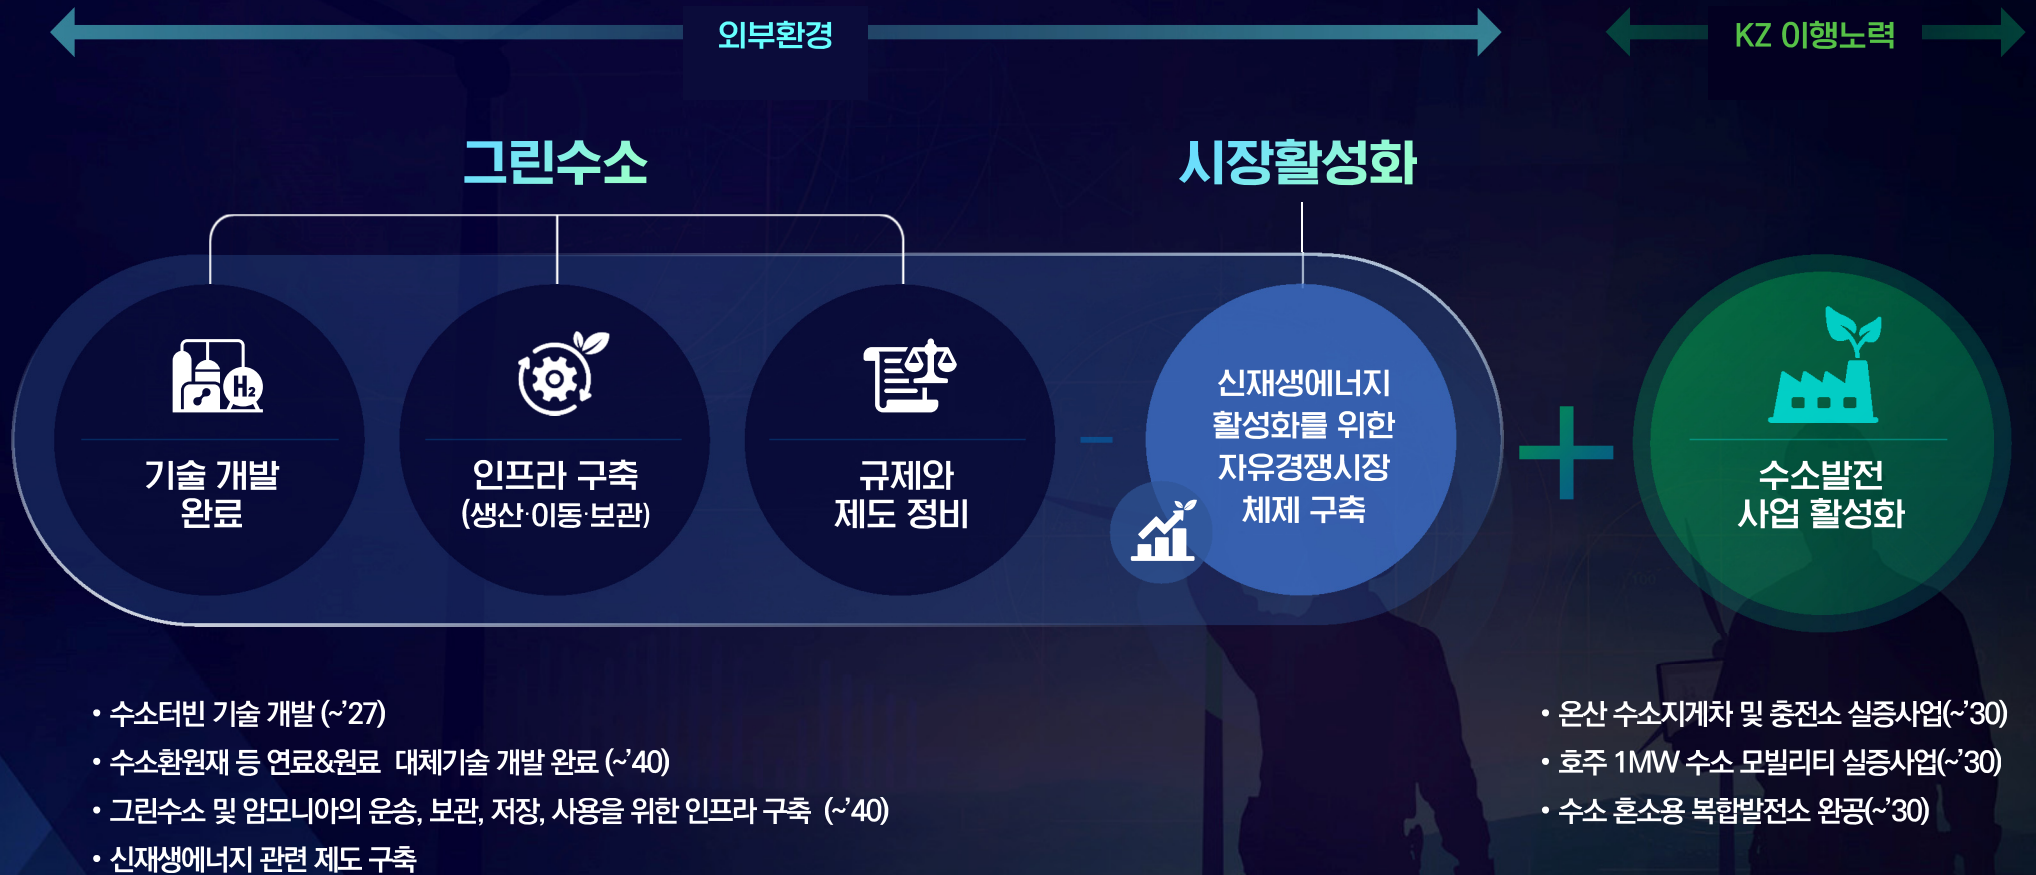 외부환경
KZ 이행노력
그린수소
시장활성화
H₂
기술 개발
완료
인프라 구축
(생산·이동·보관)
규제와
제도 정비
신재생에너지
활성화를 위한
자유경쟁시장
체제 구축
수소발전
사업 활성화
• 수소터빈 기술 개발 (~’27)
• 수소환원재 등 연료&원료 대체기술 개발 완료 (~’40)
• 그린수소 및 암모니아의 운송, 보관, 저장, 사용을 위한 인프라 구축 (~’40)
• 신재생에너지 관련 제도 구축
• 온산 수소지게차 및 충전소 실증사업(~’30)
• 호주 1MW 수소 모빌리티 실증사업(~’30)
• 수소 혼소용 복합발전소 완공(~’30)